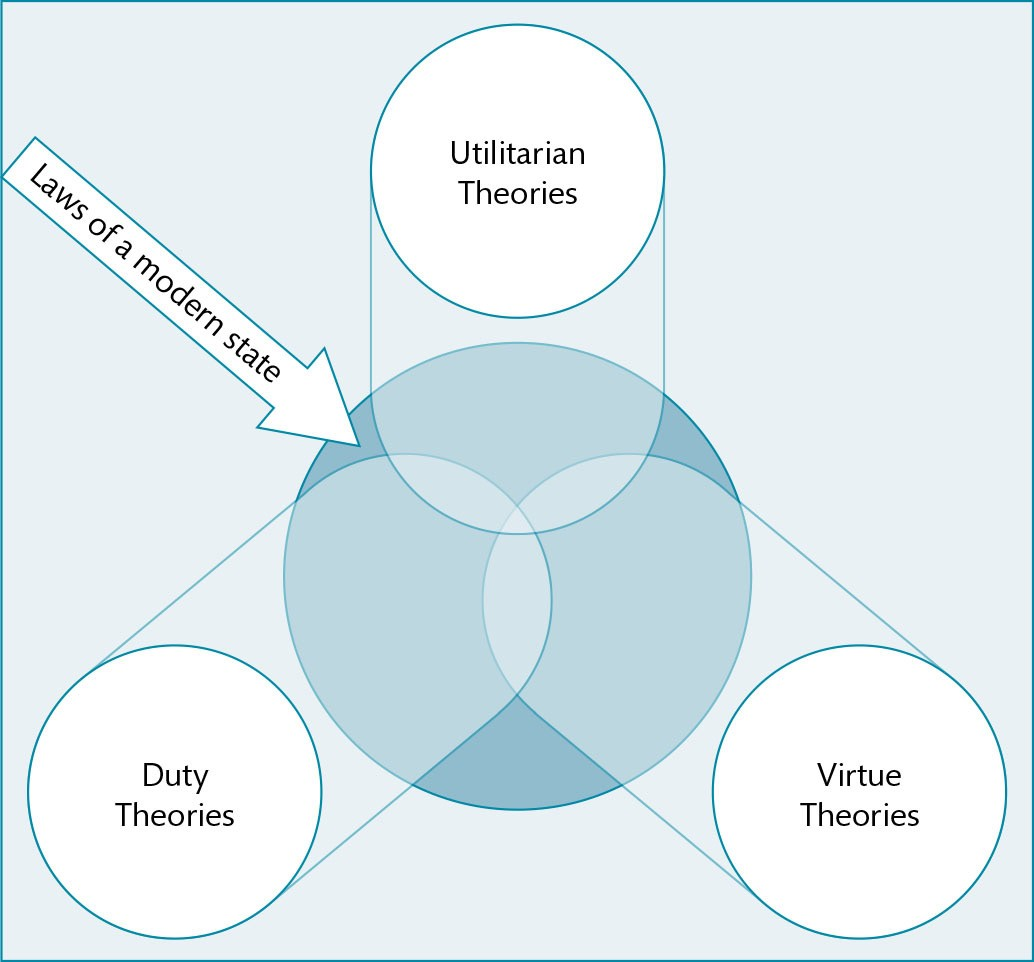 Utilitarian
Theories
Laws of a modern state
Duty
Theories
Virtue
Theories